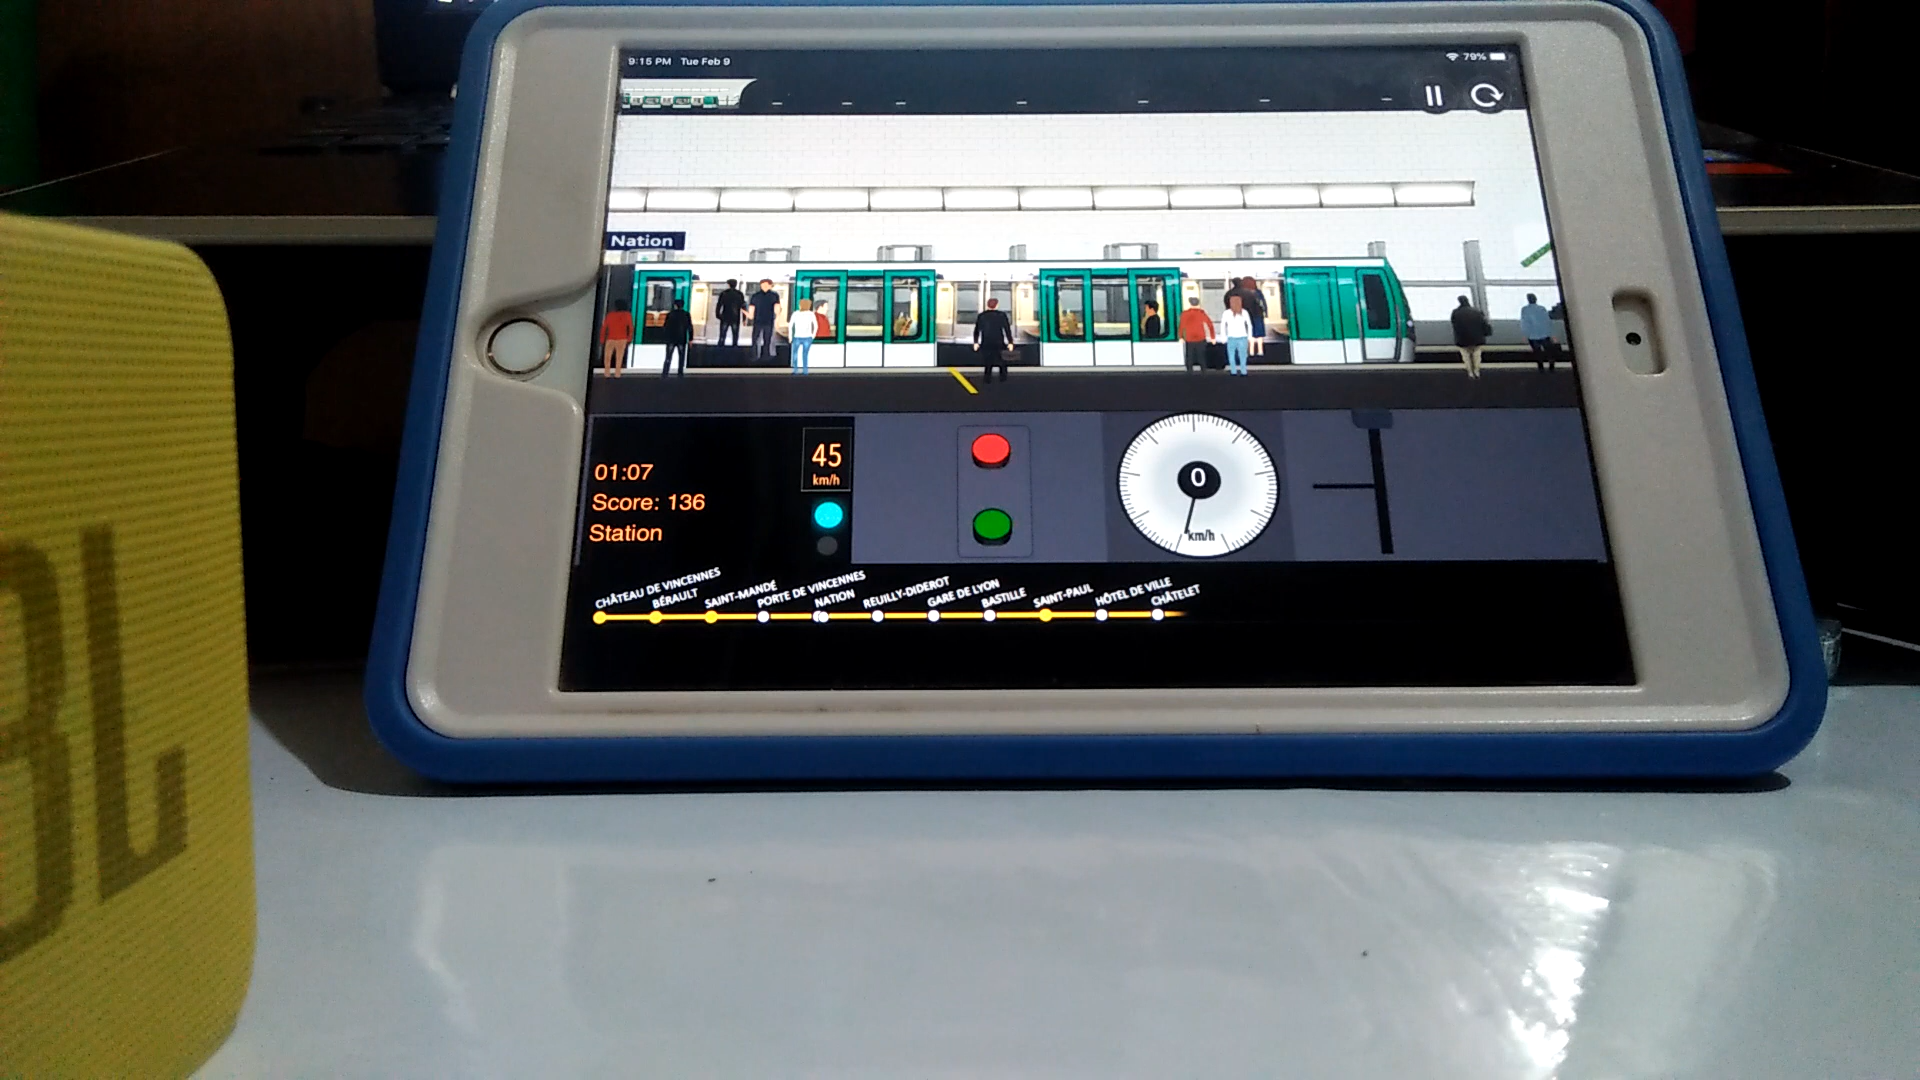 9:15 PM Tue Feb 9
79%
Nation
01:07
Score: 136
Station
45
km/h
0
km/h
CHÂTEAU DE VINCENNES
BÉRAULT
SAINT-MANDÉ
PORTE DE VINCENNES
NATION
REUILLY-DIDEROT
GARE DE LYON
BASTILLE
SAINT-PAUL
HÔTEL DE VILLE
CHÂTELET
JBL